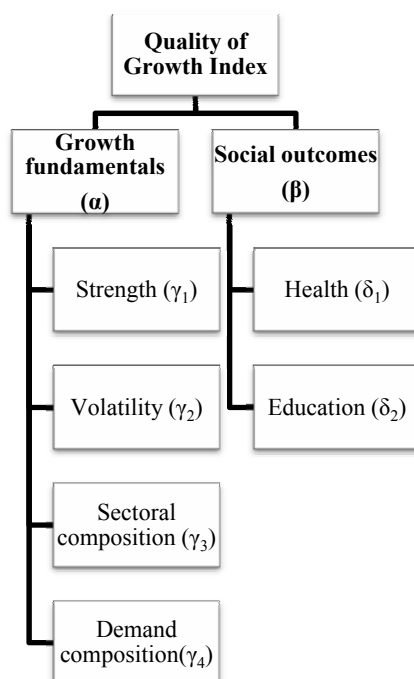 Quality of
Growth Index
Growth
fundamentals
(α)
Social outcomes
(β)
Strength (γ₁)
Health (δ₁)
Volatility (γ₂)
Education (δ₂)
Sectoral
composition (γ₃)
Demand
composition(γ₄)